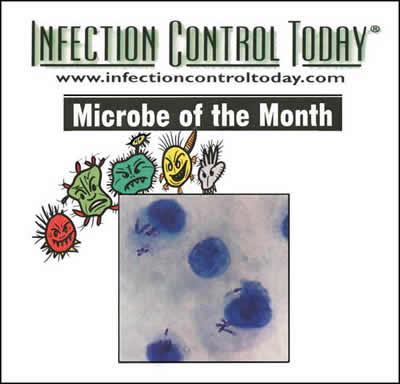 INFECTION CONTROL TODAY®
www.infectioncontroltoday.com
Microbe of the Month